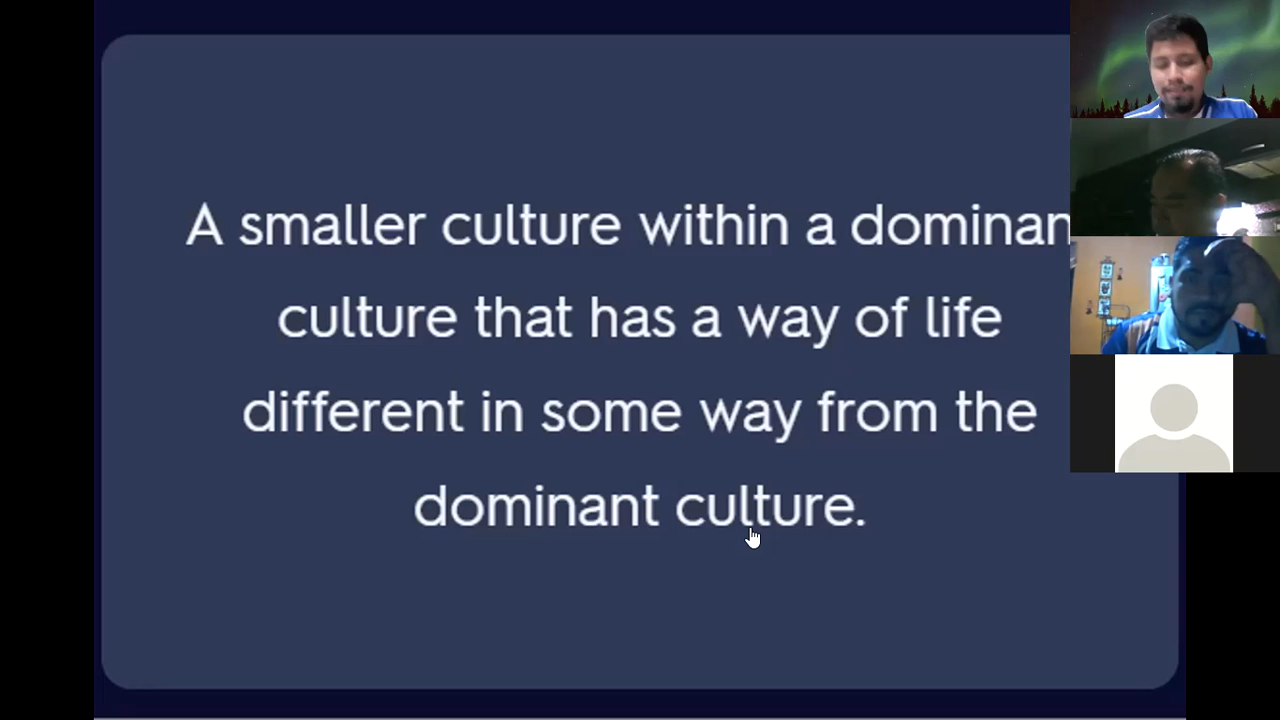 A smaller culture within a dominan
culture that has a way of life
different in some way from the
dominant culture.